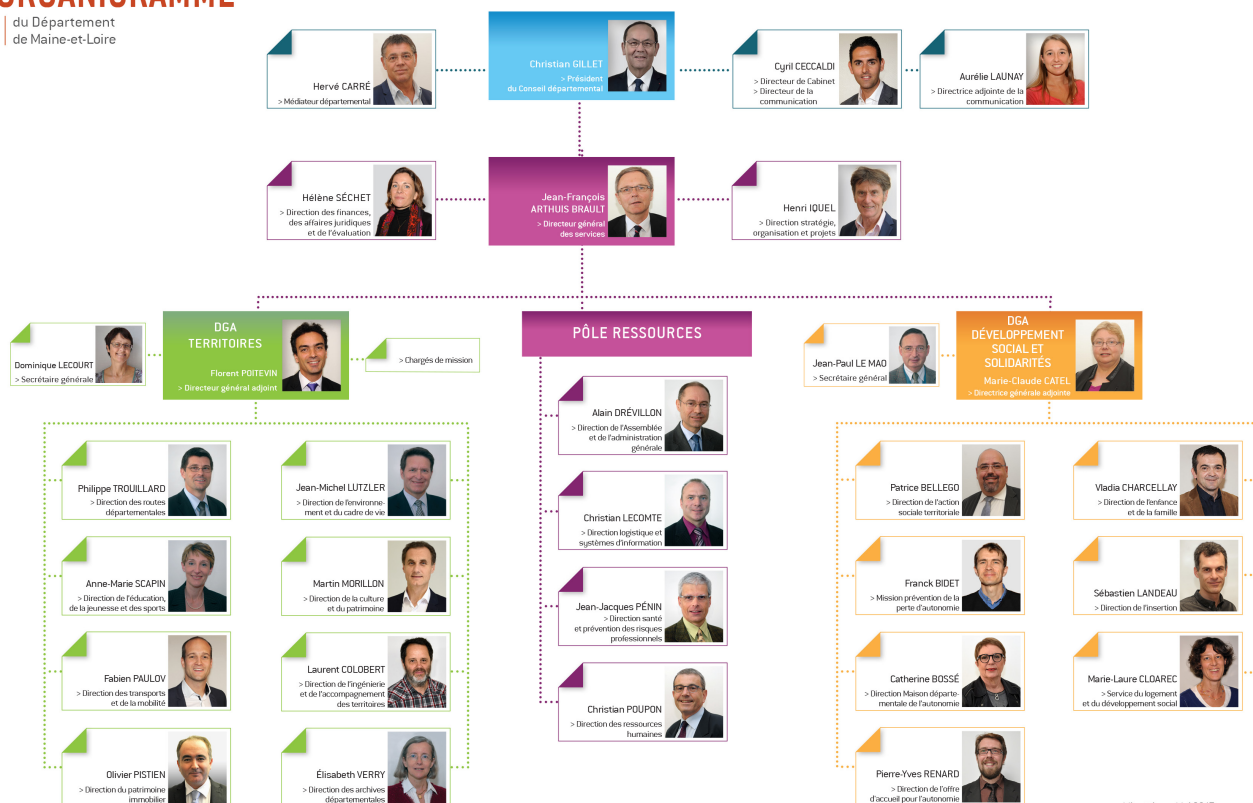 ORGANIGRAMME
du Département
de Maine-et-Loire
Hervé CARRÉ
> Médiateur départemental
Christian GILLET
> Président
du Conseil départemental
Cyril CECCALDI
> Directeur de Cabinet
> Directeur de la
communication
Aurélie LAUNAY
> Directrice adjointe de la
communication
Hélène SÉCHET
> Direction des finances,
des affaires juridiques
et de l'évaluation
Jean-François
ARTHUIS BRAULT
> Directeur général
des services
Henri IQUEL
> Direction stratégie,
organisation et projets
Dominique LECOURT
> Secrétaire générale
DGA
TERRITOIRES
Florent POITEVIN
> Directeur général adjoint
> Chargés de mission
PÔLE RESSOURCES
Jean-Paul LE MAO
> Secrétaire général
DGA
DÉVELOPPEMENT
SOCIAL ET
SOLIDARITÉS
Marie-Claude CATEL
> Directrice générale adjointe
Philippe TROUILLARD
> Direction des routes
départementales
Jean-Michel LUTZLER
> Direction de l'environne-
ment et du cadre de vie
Anne-Marie SCAPIN
> Direction de l'éducation,
de la jeunesse et des sports
Martin MORILLON
> Direction de la culture
et du patrimoine
Fabien PAULOV
> Direction des transports
et de la mobilité
Laurent COLOBERT
> Direction de l'ingénierie
et de l'accompagnement
des territoires
Olivier PISTIEN
> Direction du patrimoine
immobilier
Élisabeth VERRY
> Direction des archives
départementales
Alain DRÉVILLON
> Direction de l'Assemblée
et de l'administration
générale
Christian LECOMTE
> Direction logistique et
systèmes d'information
Jean-Jacques PÉNIN
> Direction santé
et prévention des risques
professionnels
Christian POUPON
> Direction des ressources
humaines
Patrice BELLEGO
> Direction de l'action
sociale territoriale
Vladia CHARCELLAY
> Direction de l'enfance
et de la famille
Franck BIDET
> Mission prévention de la
perte d'autonomie
Sébastien LANDEAU
> Direction de l'insertion
Catherine BOSSÉ
> Direction Maison départe-
mentale de l'autonomie
Marie-Laure CLOAREC
> Service du logement
et du développement social
Pierre-Yves RENARD
> Direction de l'offre
d'accueil pour l'autonomie